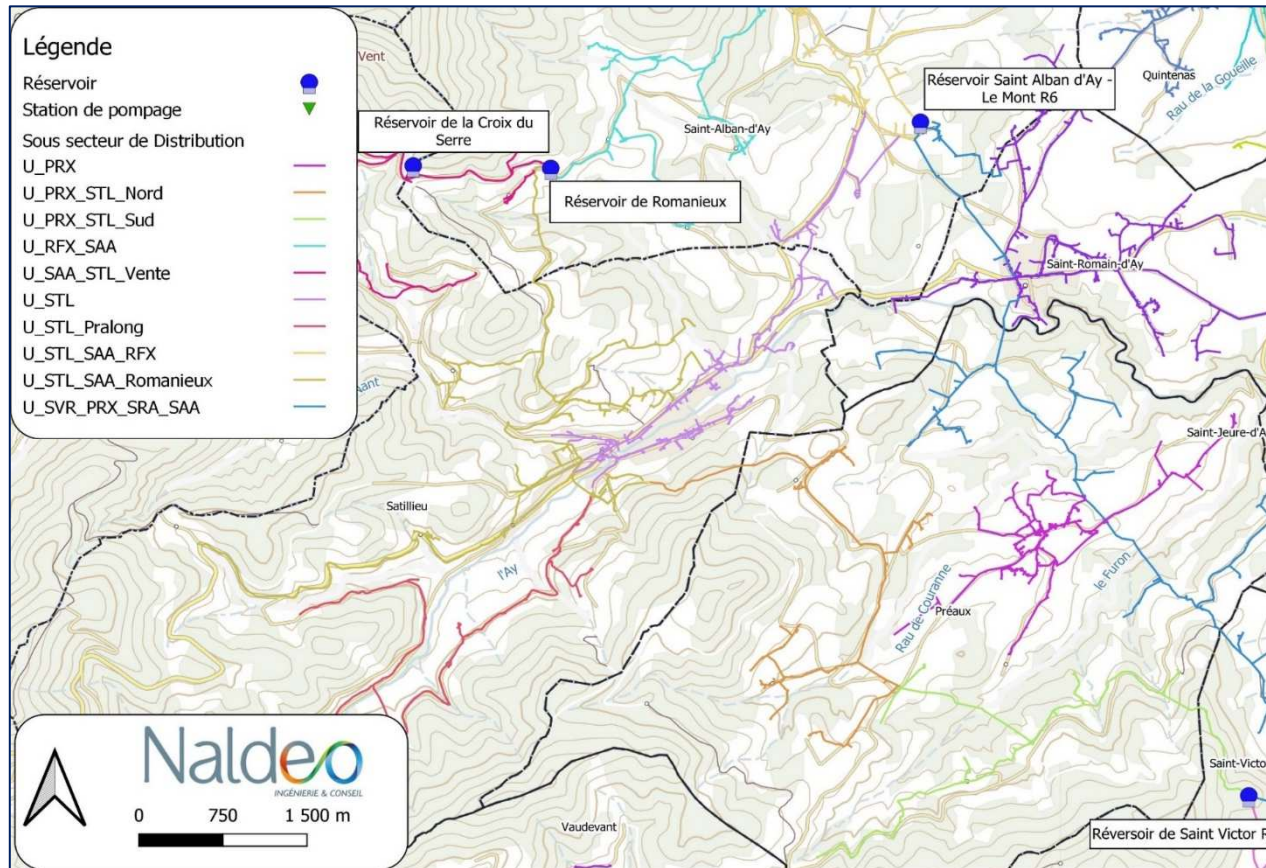 Légende
Réservoir
Station de pompage
Sous secteur de Distribution
U_PRX
U_PRX_STL_Nord
U_PRX_STL_Sud
U_RFX_SAA
U_SAA_STL_Vente
U_STL
U_STL_Pralong
U_STL_SAA_RFX
U_STL_SAA_Romanieux
U_SVR_PRX_SRA_SAA
Vent
Réservoir de la Croix du
Serre
Saint-Alban-d'Ay
Réservoir de Romanieux
Réservoir Saint Alban d'Ay -
Le Mont R6
Quintenas
Rau de la Goueille
Saint-Romain-d'Ay
Saint-Jeure-d'A
Satillieu
l'Ay
Rau de Couranne
Préaux
le Furon
Saint-Victo
Réversoir de Saint Victor R
Vaudevant
Naldeo
INGÉNIERIE & CONSEIL
0 750 1 500 m